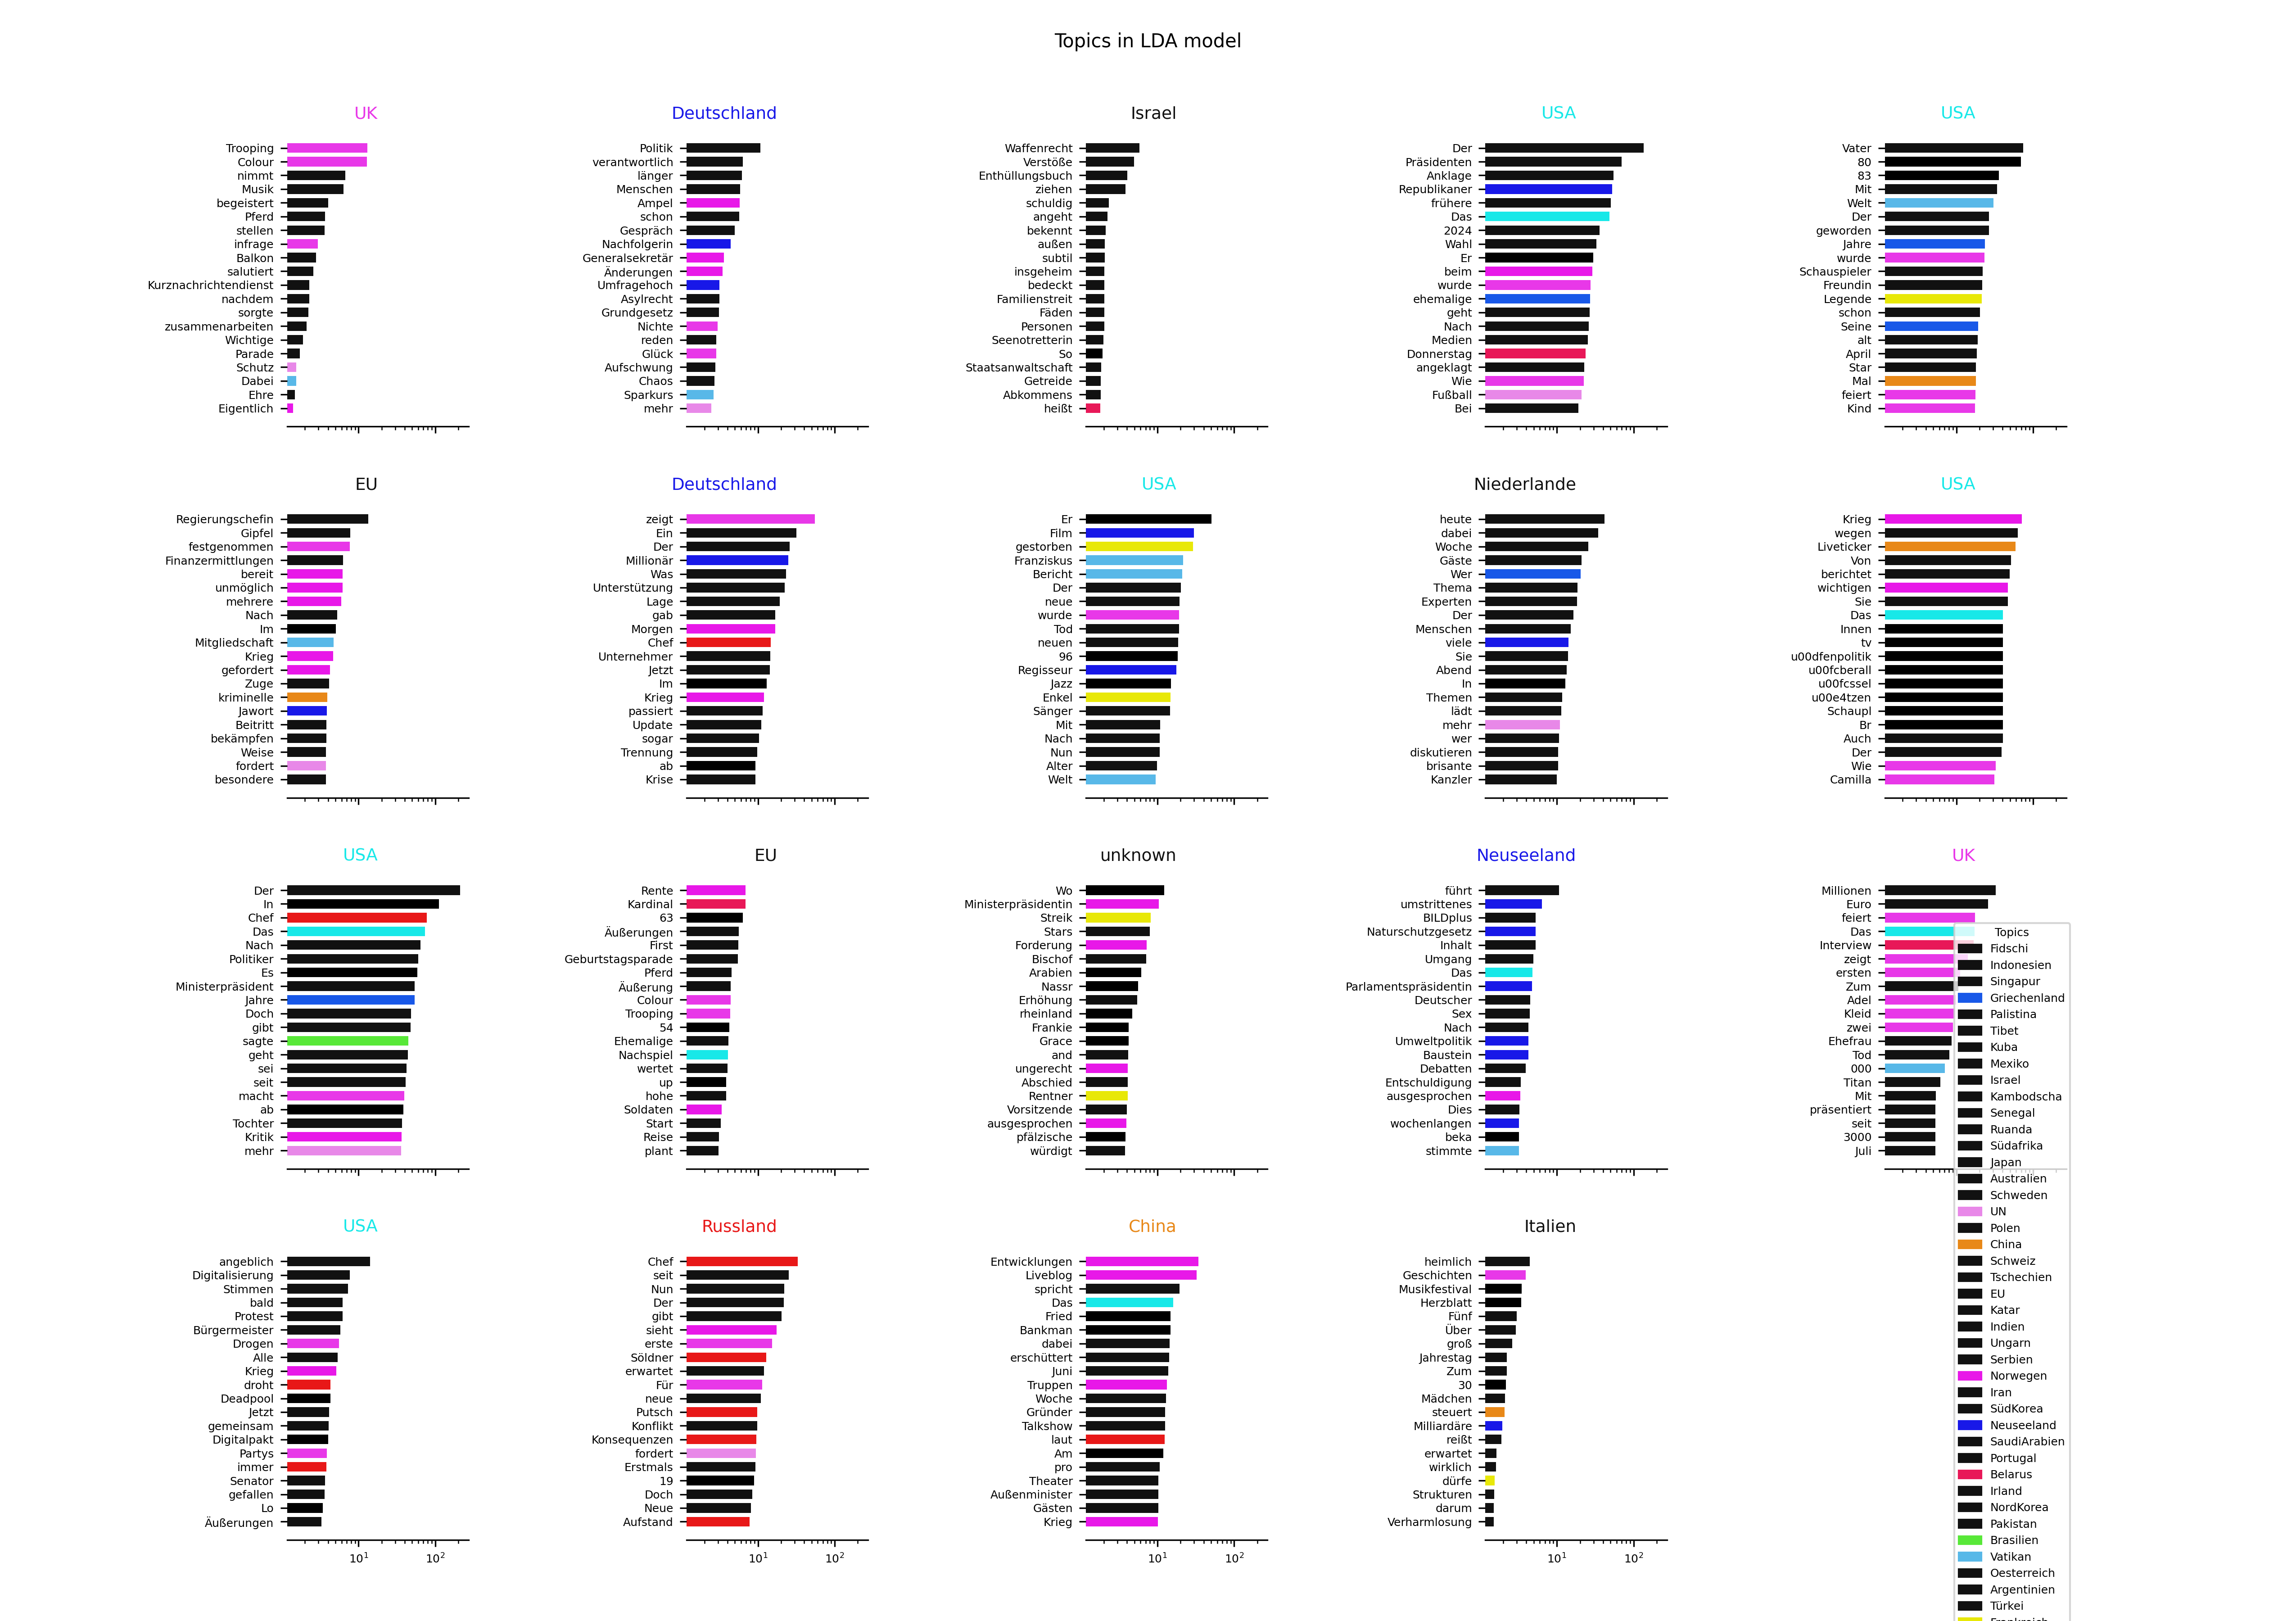 Topics in LDA model
UK
Trooping
Colour
nimmt
Musik
begeistert
Pferd
stellen
infrage
Balkon
salutiert
Kurznachrichtendienst
nachdem
sorgte
zusammenarbeiten
Wichtige
Parade
Schutz
Dabei
Ehre
Eigentlich
Deutschland
Politik
verantwortlich
länger
Menschen
Ampel
schon
Gespräch
Nachfolgerin
Generalsekretär
Änderungen
Umfragehoch
Asylrecht
Grundgesetz
Nichte
reden
Glück
Aufschwung
Chaos
Sparkurs
mehr
Israel
Waffenrecht
Verstöße
Enthüllungsbuch
ziehen
schuldig
angeht
bekennt
außen
subtil
insgeheim
bedeckt
Familienstreit
Fäden
Personen
Seenotretterin
So
Staatsanwaltschaft
Getreide
Abkommens
heißt
USA
Der
Präsidenten
Anklage
Republikaner
frühere
Das
2024
Wahl
Er
beim
wurde
ehemalige
geht
Nach
Medien
Donnerstag
angeklagt
Wie
Fußball
Bei
USA
Vater
80
83
Mit
Welt
Der
geworden
Jahre
wurde
Schauspieler
Freundin
Legende
schon
Seine
alt
April
Star
Mal
feiert
Kind
EU
Regierungschefin
Gipfel
festgenommen
Finanzermittlungen
bereit
unmöglich
mehrere
Nach
Im
Mitgliedschaft
Krieg
gefordert
Zuge
kriminelle
Jawort
Beitritt
bekämpfen
Weise
fordert
besondere
Deutschland
zeigt
Ein
Der
Millionär
Was
Unterstützung
Lage
gab
Morgen
Chef
Unternehmer
Jetzt
Im
Krieg
passiert
Update
sogar
Trennung
ab
Krise
USA
Er
Film
gestorben
Franziskus
Bericht
Der
neue
wurde
Tod
neuen
96
Regisseur
Jazz
Enkel
Sänger
Mit
Nach
Nun
Alter
Welt
Niederlande
heute
dabei
Woche
Gäste
Wer
Thema
Experten
Der
Menschen
viele
Sie
Abend
In
Themen
lädt
mehr
wer
diskutieren
brisante
Kanzler
USA
Krieg
wegen
Liveticker
Von
berichtet
wichtigen
Sie
Das
Innen
tv
u00dfenpolitik
u00fcberall
u00fcssel
u00e4tzen
Schaupl
Br
Auch
Der
Wie
Camilla
USA
Der
In
Chef
Das
Nach
Politiker
Es
Ministerpräsident
Jahre
Doch
gibt
sagte
geht
sei
seit
macht
ab
Tochter
Kritik
mehr
EU
Rente
Kardinal
63
Äußerungen
First
Geburtstagsparade
Pferd
Äußerung
Colour
Trooping
54
Ehemalige
Nachspiel
wertet
up
hohe
Soldaten
Start
Reise
plant
unknown
Wo
Ministerpräsidentin
Streik
Stars
Forderung
Bischof
Arabien
Nassr
Erhöhung
rheinland
Frankie
Grace
and
ungerecht
Abschied
Rentner
Vorsitzende
ausgesprochen
pfälzische
würdigt
Neuseeland
führt
umstrittenes
BILDplus
Naturschutzgesetz
Inhalt
Umgang
Das
Parlamentspräsidentin
Deutscher
Sex
Nach
Umweltpolitik
Baustein
Debatten
Entschuldigung
ausgesprochen
Dies
wochenlangen
beka
stimmte
UK
Millionen
Euro
feiert
Das
Interview
zeigt
ersten
Zum
Adel
Kleid
zwei
Ehefrau
Tod
000
Titan
Mit
präsentiert
seit
3000
Juli
USA
angeblich
Digitalisierung
Stimmen
bald
Protest
Bürgermeister
Drogen
Alle
Krieg
droht
Deadpool
Jetzt
gemeinsam
Digitalpakt
Partys
immer
Senator
gefallen
Lo
Äußerungen
10¹ 10²
Russland
Chef
seit
Nun
Der
gibt
sieht
erste
Söldner
erwartet
Für
neue
Putsch
Konflikt
Konsequenzen
fordert
Erstmals
19
Doch
Neue
Aufstand
10¹ 10²
China
Entwicklungen
Liveblog
spricht
Das
Fried
Bankman
dabei
erschüttert
Juni
Truppen
Woche
Gründer
Talkshow
laut
Am
pro
Theater
Außenminister
Gästen
Krieg
10¹ 10²
Italien
heimlich
Geschichten
Musikfestival
Herzblatt
Fünf
Über
groß
Jahrestag
Zum
30
Mädchen
steuert
Milliardäre
reißt
erwartet
wirklich
dürfe
Strukturen
darum
Verharmlosung
10¹ 10²
Topics
Fidschi
Indonesien
Singapur
Griechenland
Palistina
Tibet
Kuba
Mexiko
Israel
Kambodscha
Senegal
Ruanda
Südafrika
Japan
Australien
Schweden
UN
Polen
China
Schweiz
Tschechien
EU
Katar
Indien
Ungarn
Serbien
Norwegen
Iran
SüdKorea
Neuseeland
SaudiArabien
Portugal
Belarus
Irland
NordKorea
Pakistan
Brasilien
Vatikan
Oesterreich
Argentinien
Türkei